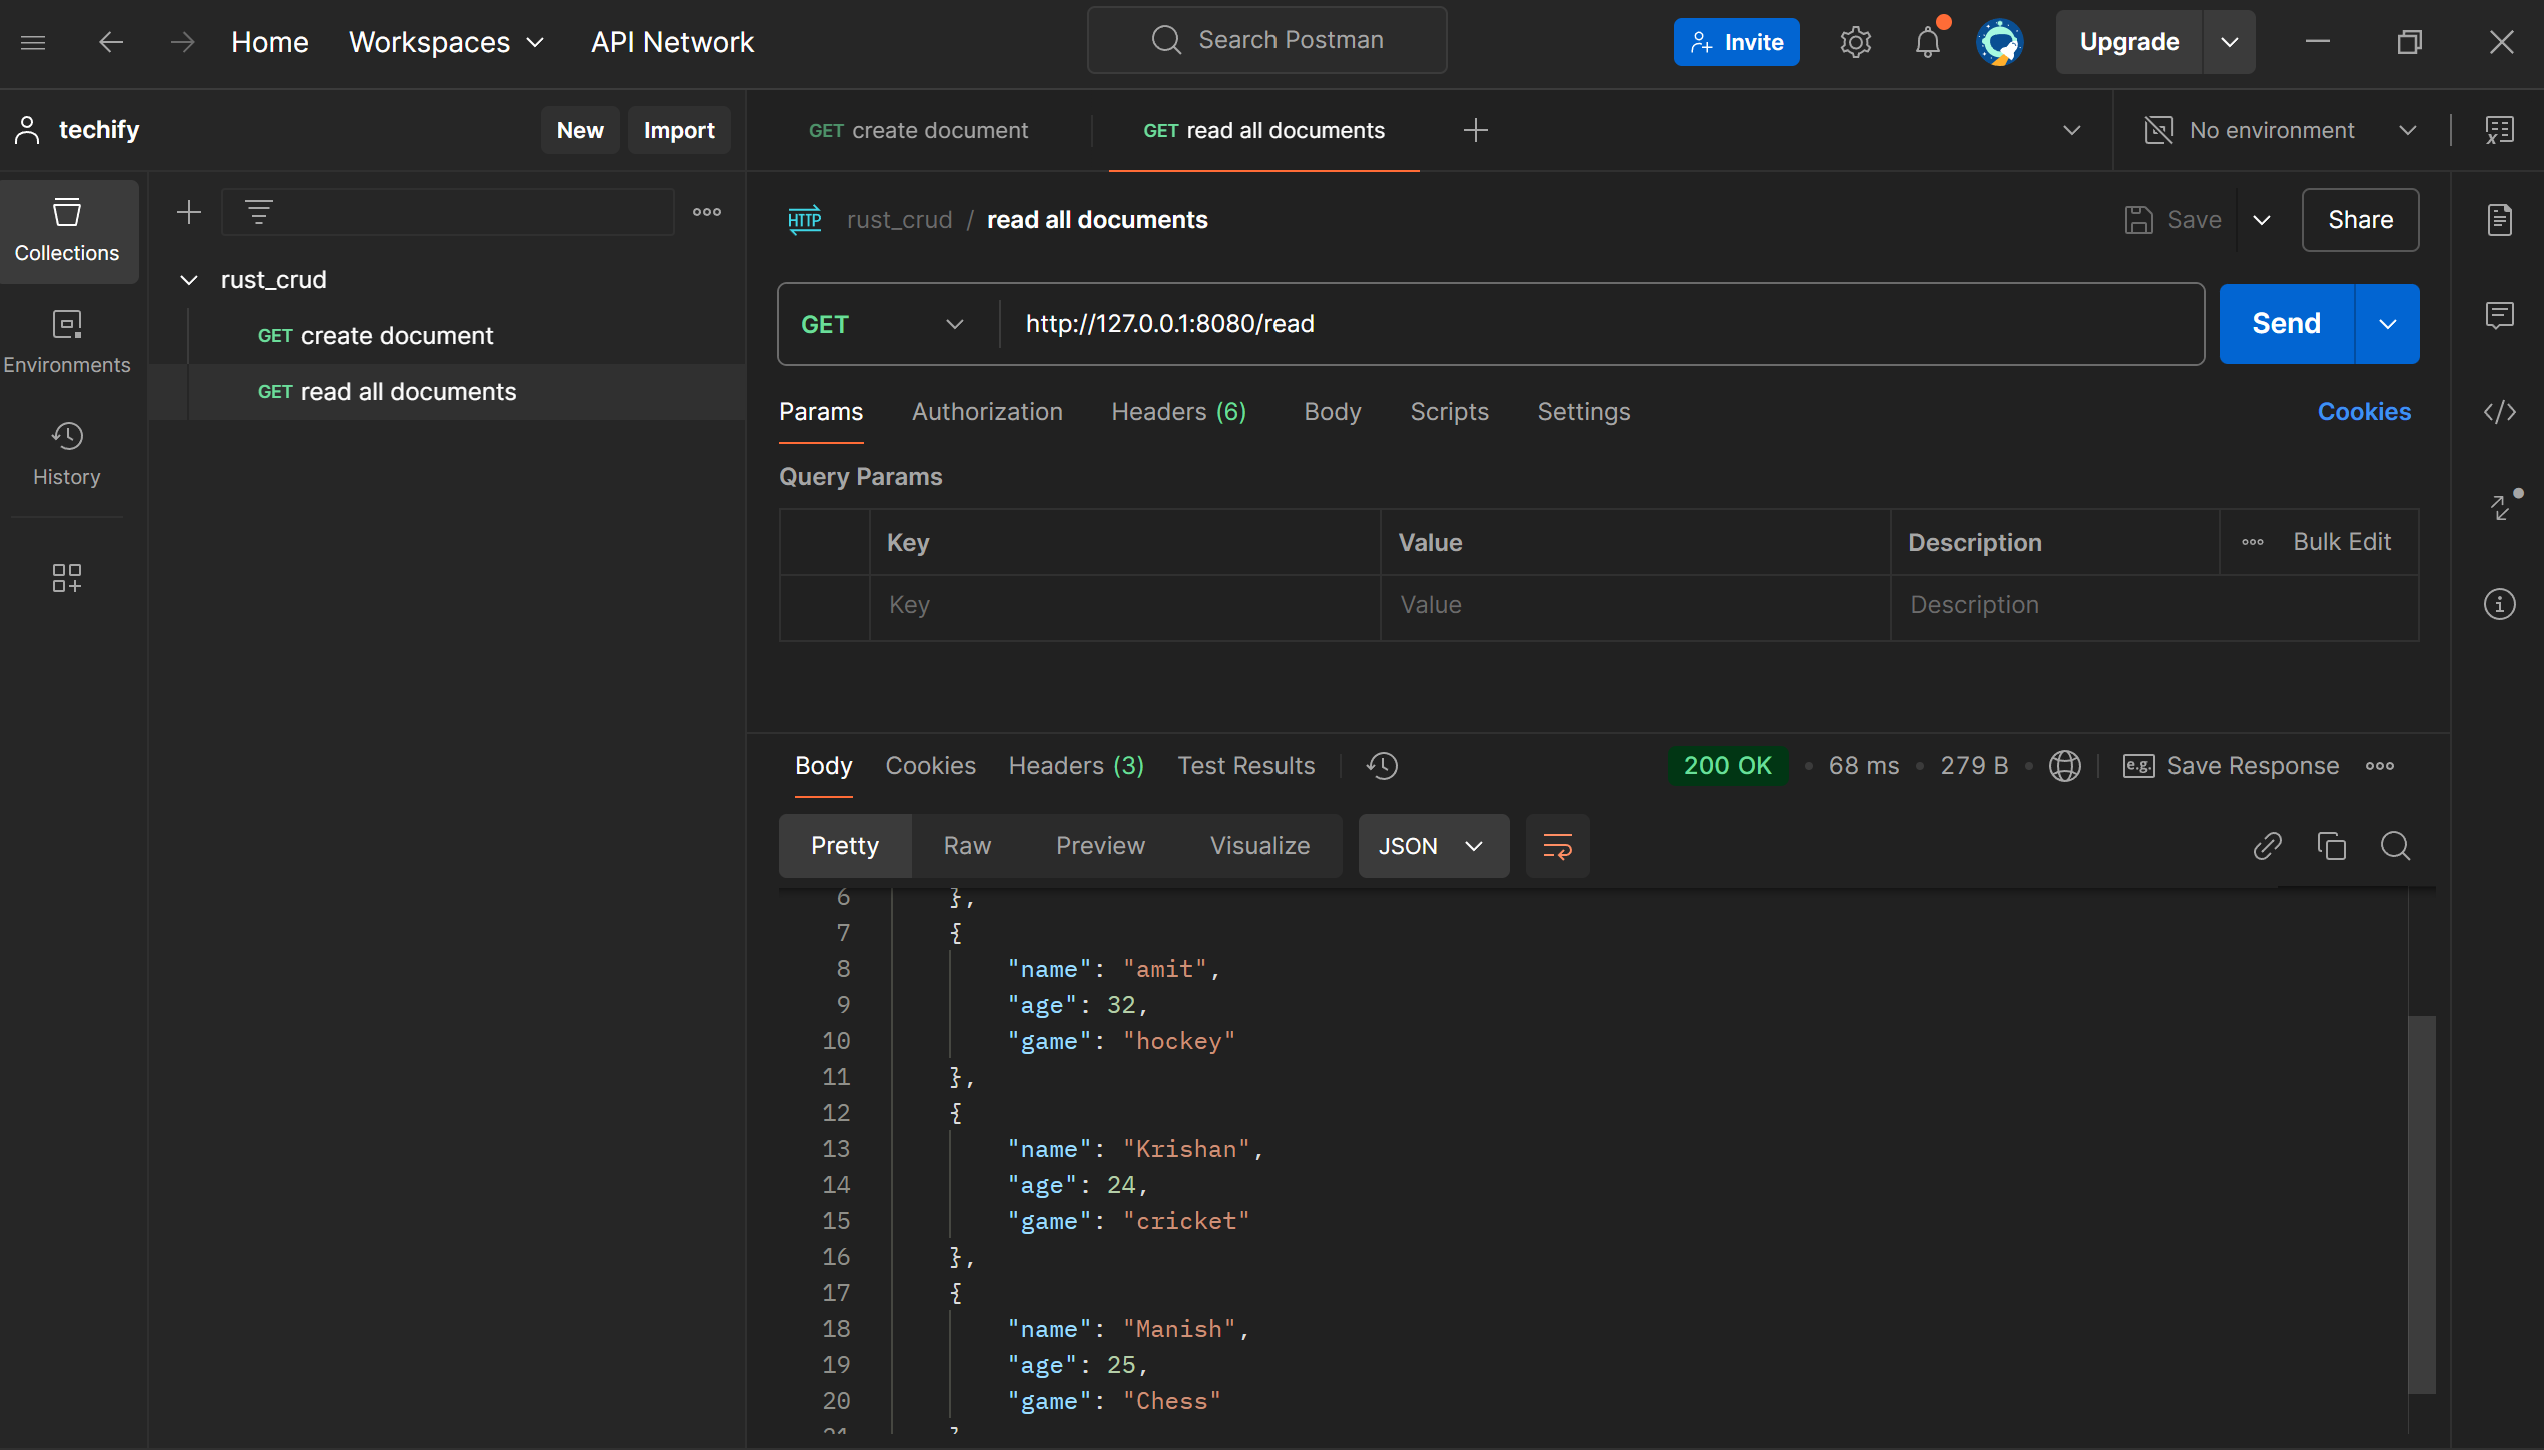 Home Workspaces API Network Search Postman Invite Upgrade
techify New Import GET create document GET read all documents No environment
Collections
Environments
History
rust_crud
GET create document
GET read all documents
HTTP rust_crud / read all documents Save Share
GET http://127.0.0.1:8080/read Send
Params Authorization Headers (6) Body Scripts Settings Cookies
Query Params
Key Value Description Bulk Edit
Key Value Description
Body Cookies Headers (3) Test Results 200 OK • 68 ms • 279 B • e.g. Save Response
Pretty Raw Preview Visualize JSON
6 },
7 {
8 "name": "amit",
9 "age": 32,
10 "game": "hockey"
11 },
12 {
13 "name": "Krishan",
14 "age": 24,
15 "game": "cricket"
16 },
17 {
18 "name": "Manish",
19 "age": 25,
20 "game": "Chess"